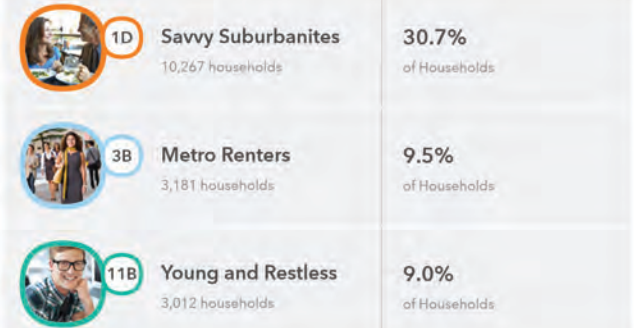 1D Savvy Suburbanites 30.7%
10,267 households of Households
3B Metro Renters 9.5%
3,181 households of Households
11B Young and Restless 9.0%
3,012 households of Households